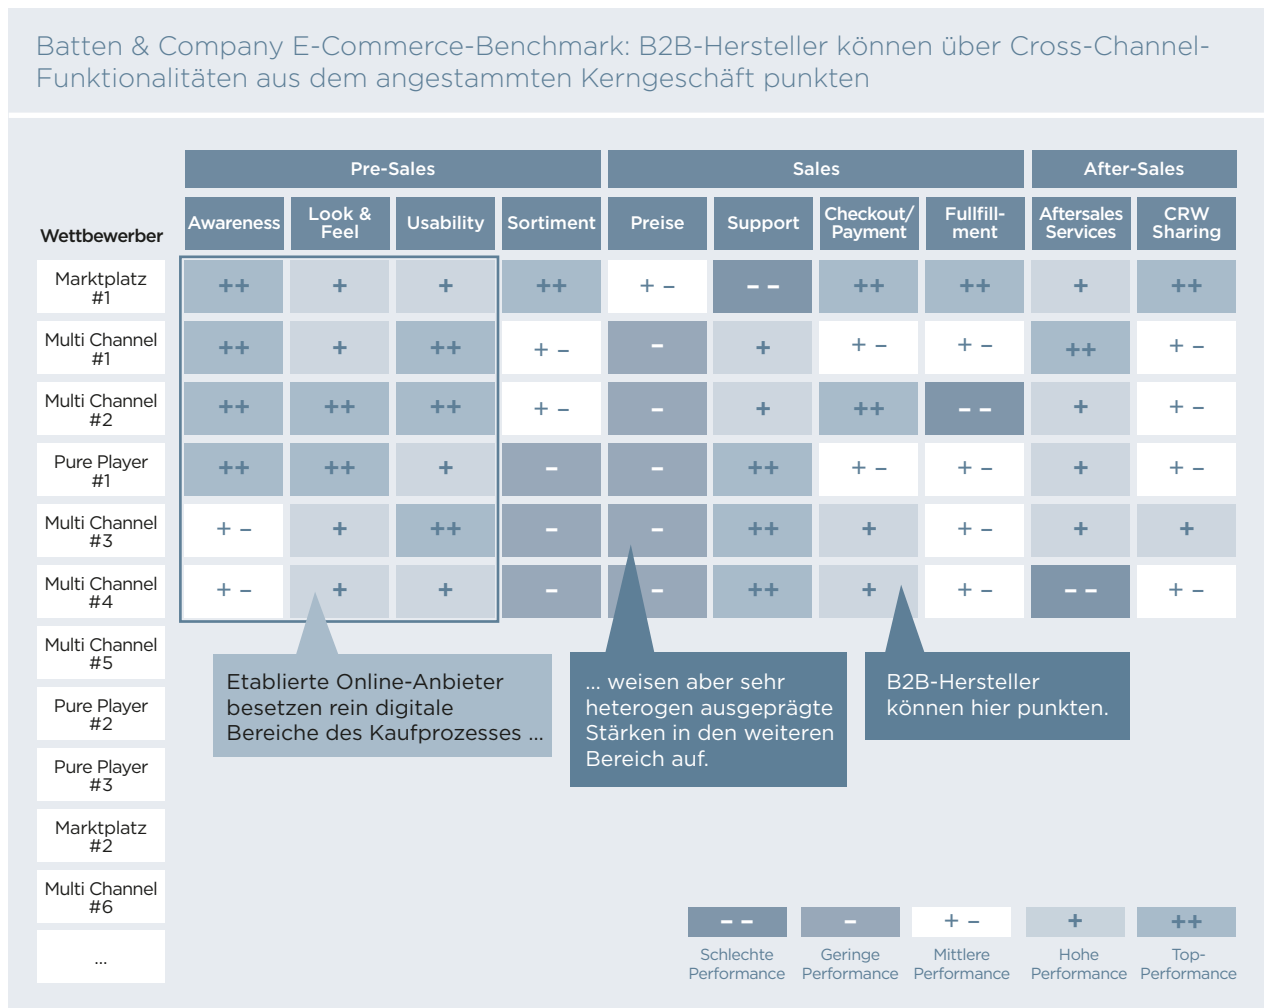 Batten & Company E-Commerce-Benchmark: B2B-Hersteller können über Cross-Channel-
Funktionalitäten aus dem angestammten Kerngeschäft punkten
Pre-Sales
Sales
After-Sales
Wettbewerber
Awareness
Look &
Feel
Usability
Sortiment
Preise
Support
Checkout/
Payment
Fullfill-
ment
Aftersales
Services
CRW
Sharing
Marktplatz
#1
++ + + ++ + – – – ++ ++ + ++
Multi Channel
#1
++ + ++ + – – + + – + – ++ + –
Multi Channel
#2
++ ++ ++ + – – + ++ – – + + –
Pure Player
#1
++ ++ + – – ++ + – + – + + –
Multi Channel
#3
+ – + ++ – – ++ + + – + +
Multi Channel
#4
+ – + + – – ++ + + – – – + –
Multi Channel
#5
Pure Player
#2
Pure Player
#3
Marktplatz
#2
Multi Channel
#6
...
Etablierte Online-Anbieter
besetzen rein digitale
Bereiche des Kaufprozesses ...
... weisen aber sehr
heterogen ausgeprägte
Stärken in den weiteren
Bereich auf.
B2B-Hersteller
können hier punkten.
– –
Schlechte
Performance
–
Geringe
Performance
+ –
Mittlere
Performance
+
Hohe
Performance
++
Top-
Performance